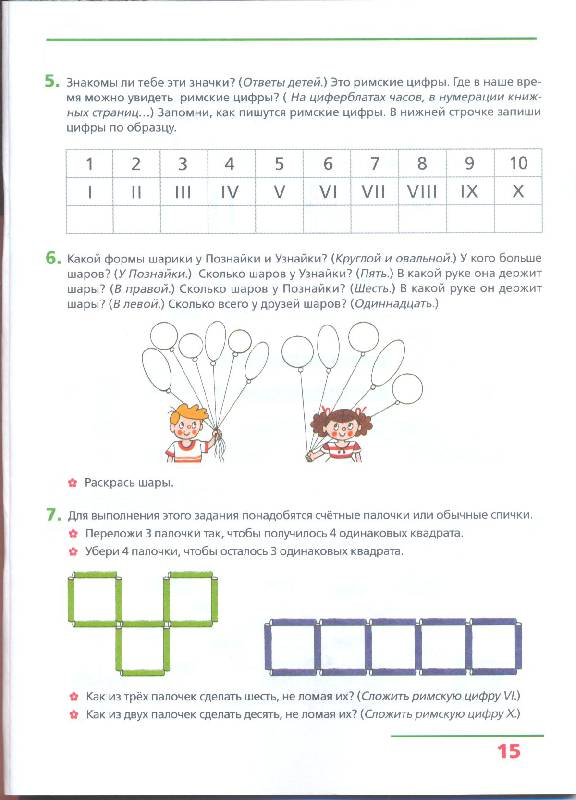 5. Знакомы ли тебе эти значки? (Ответы детей.) Это римские цифры. Где в наше вре-
мя можно увидеть римские цифры? ( На циферблатах часов, в нумерации книж-
ных страниц...) Запомни, как пишутся римские цифры. В нижней строчке запиши
цифры по образцу.
1 2 3 4 5 6 7 8 9 10
I II III IV V VI VII VIII IX X
6. Какой формы шарики у Познайки и Узнайки? (Круглой и овальной.) У кого больше
шаров? (У Познайки.) Сколько шаров у Узнайки? (Пять.) В какой руке она держит
шары? (В правой.) Сколько шаров у Познайки? (Шесть.) В какой руке он держит
шары? (В левой.) Сколько всего у друзей шаров? (Одиннадцать.)
Раскрась шары.
7. Для выполнения этого задания понадобятся счётные палочки или обычные спички.
Переложи 3 палочки так, чтобы получилось 4 одинаковых квадрата.
Убери 4 палочки, чтобы осталось 3 одинаковых квадрата.
Как из трёх палочек сделать шесть, не ломая их? (Сложить римскую цифру VI.)
Как из двух палочек сделать десять, не ломая их? (Сложить римскую цифру X.)
15